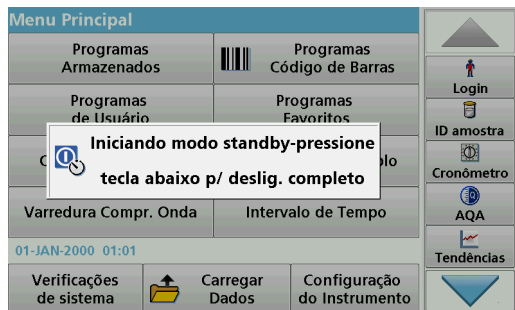 Menu Principal
Programas
Armazenados
Programas
Código de Barras
Programas
de Usuário
Programas
Favoritos
Iniciando modo standby-pressione
tecla abaixo p/ deslig. completo
Varredura Compr. Onda
Intervalo de Tempo
01-JAN-2000 01:01
Verificações
de sistema
Carregar
Dados
Configuração
do Instrumento
Login
ID amostra
Cronômetro
AQA
Tendências